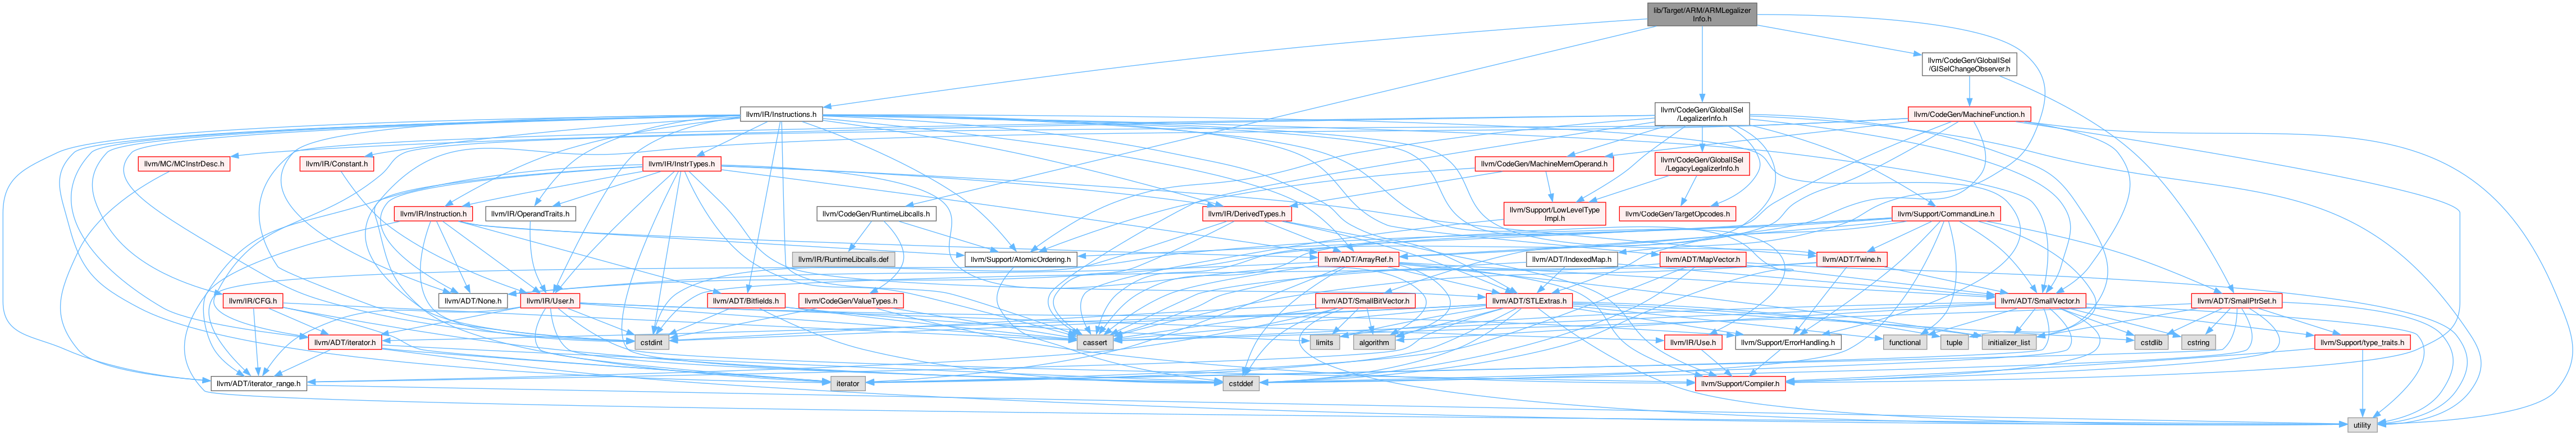 lib/Target/ARM/ARMLegalizer
Info.h
llvm/CodeGen/GlobalISel
/GISelChangeObserver.h
llvm/IR/Instructions.h
llvm/CodeGen/GlobalISel
/LegalizerInfo.h
llvm/CodeGen/MachineFunction.h
llvm/MC/MCInstrDesc.h
llvm/IR/Constant.h
llvm/IR/InstrTypes.h
llvm/CodeGen/MachineMemOperand.h
llvm/CodeGen/GlobalISel
/LegacyLegalizerInfo.h
llvm/IR/Instruction.h
llvm/IR/OperandTraits.h
llvm/CodeGen/RuntimeLibcalls.h
llvm/IR/DerivedTypes.h
llvm/Support/LowLevelType
Impl.h
llvm/CodeGen/TargetOpcodes.h
llvm/Support/CommandLine.h
llvm/IR/RuntimeLibcalls.def
llvm/Support/AtomicOrdering.h
llvm/ADT/ArrayRef.h
llvm/ADT/IndexedMap.h
llvm/ADT/MapVector.h
llvm/ADT/Twine.h
llvm/IR/CFG.h
llvm/ADT/None.h
llvm/IR/User.h
llvm/ADT/Bitfields.h
llvm/CodeGen/ValueTypes.h
llvm/ADT/SmallBitVector.h
llvm/ADT/STLExtras.h
llvm/ADT/SmallVector.h
llvm/ADT/SmallPtrSet.h
llvm/ADT/iterator.h
cstdint
cassert
limits
algorithm
llvm/IR/Use.h
llvm/Support/ErrorHandling.h
functional
tuple
initializer_list
cstdlib
cstring
llvm/Support/type_traits.h
llvm/ADT/iterator_range.h
iterator
cstddef
llvm/Support/Compiler.h
utility